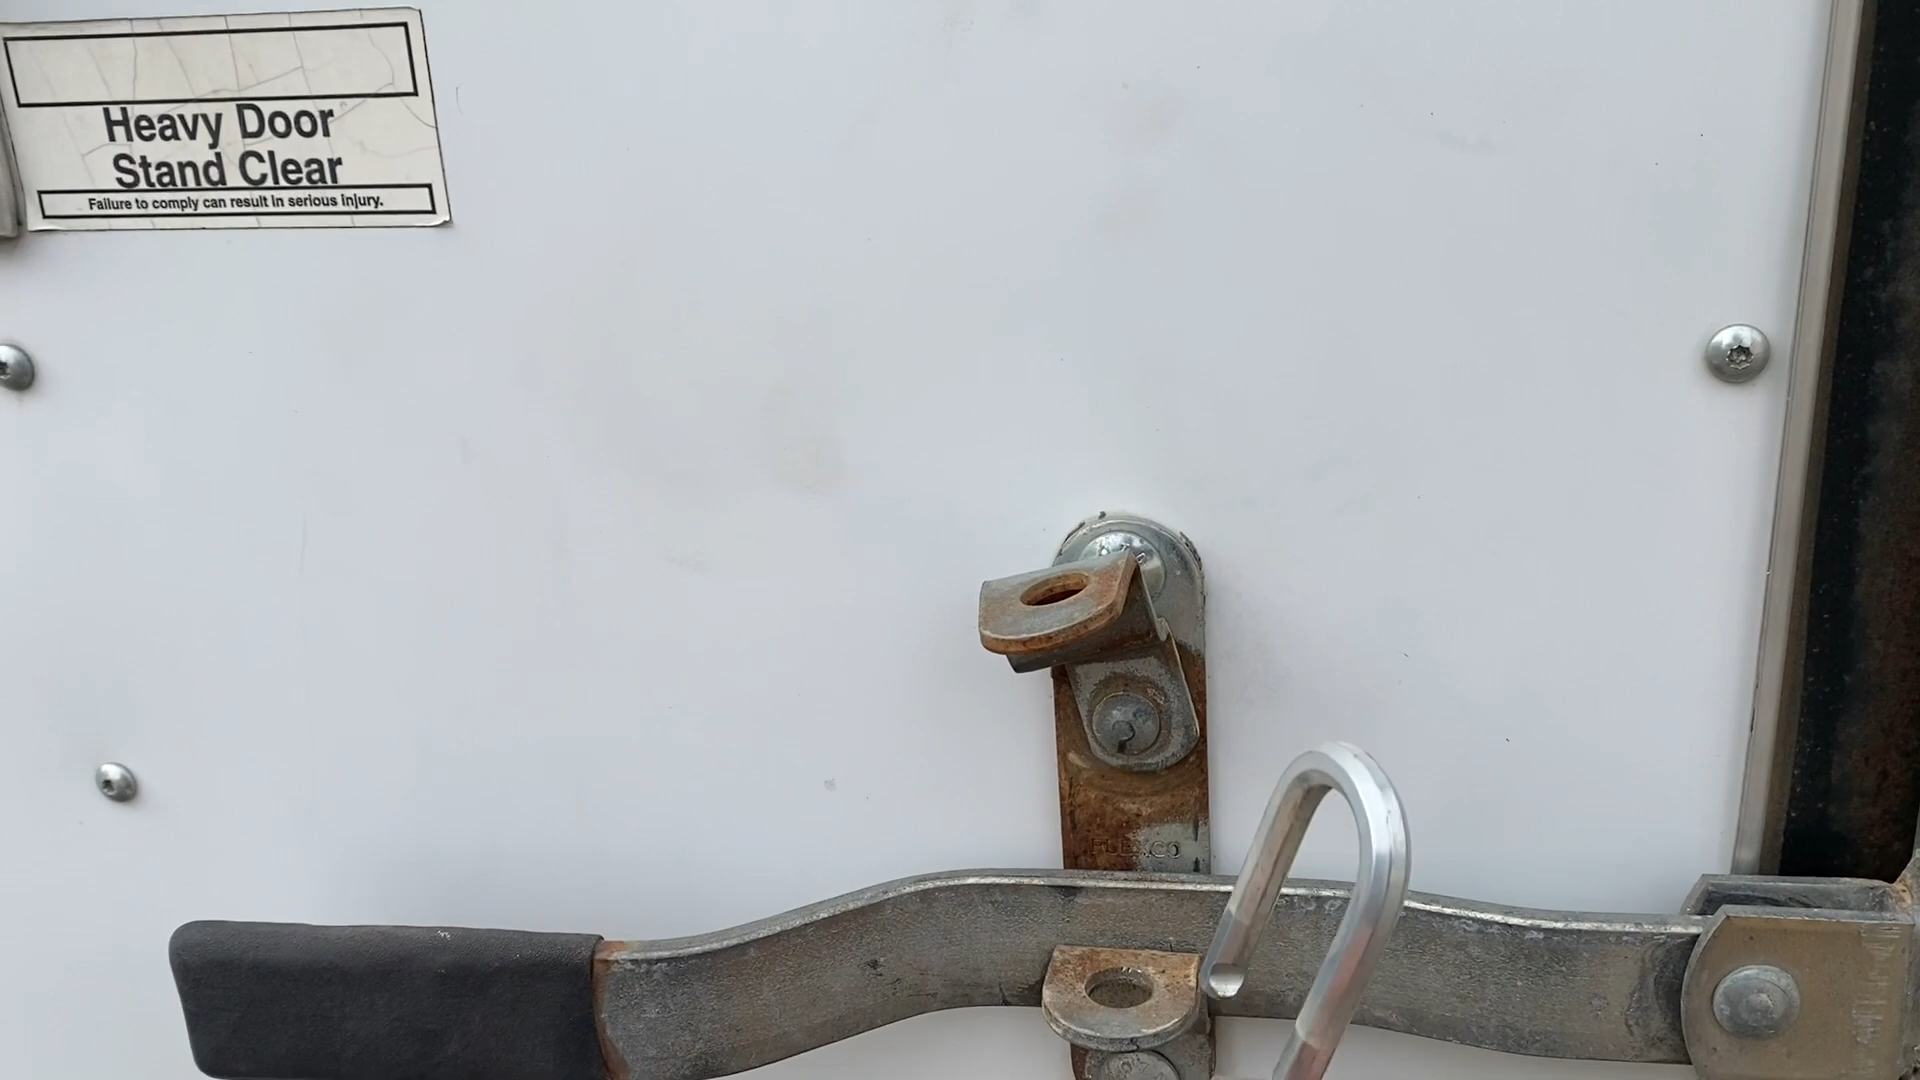 Heavy Door
Stand Clear
Failure to comply can result in serious injury.